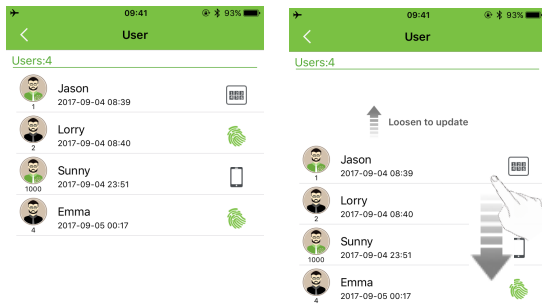 09:41
93%
User
Users:4
Jason
2017-09-04 08:39
1
Lorry
2017-09-04 08:40
2
Sunny
2017-09-04 23:51
1000
Emma
2017-09-05 00:17
4
09:41
93%
User
Users:4
Loosen to update
Jason
2017-09-04 08:39
1
Lorry
2017-09-04 08:40
2
Sunny
2017-09-04 23:51
1000
Emma
2017-09-05 00:17
4